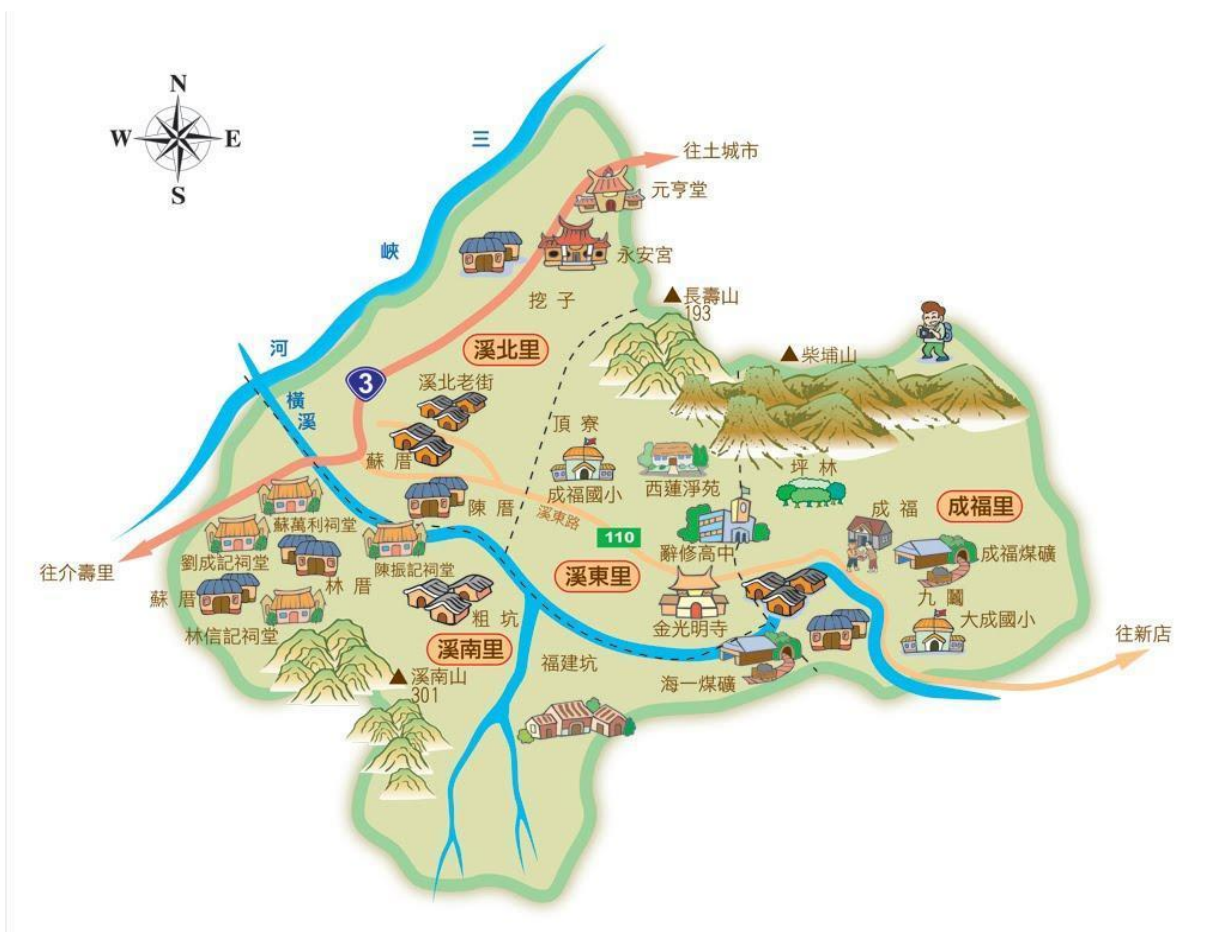 N
W E
S
三
峽
河
往土城市
元亨堂
永安宮
挖子
長壽山
193
柴埔山
溪北里
3
溪北老街
橫
溪
蘇厝
頂寮
成福國小
西蓮淨苑
坪林
陳厝
溪東路
110
辭修高中
成福
成福里
成福煤礦
蘇萬利祠堂
劉成記祠堂
陳振記祠堂
往介壽里
林厝
蘇厝
林信記祠堂
粗坑
溪東里
金光明寺
九鬮
大成國小
往新店
溪南里
溪南山
301
福建坑
海一煤礦